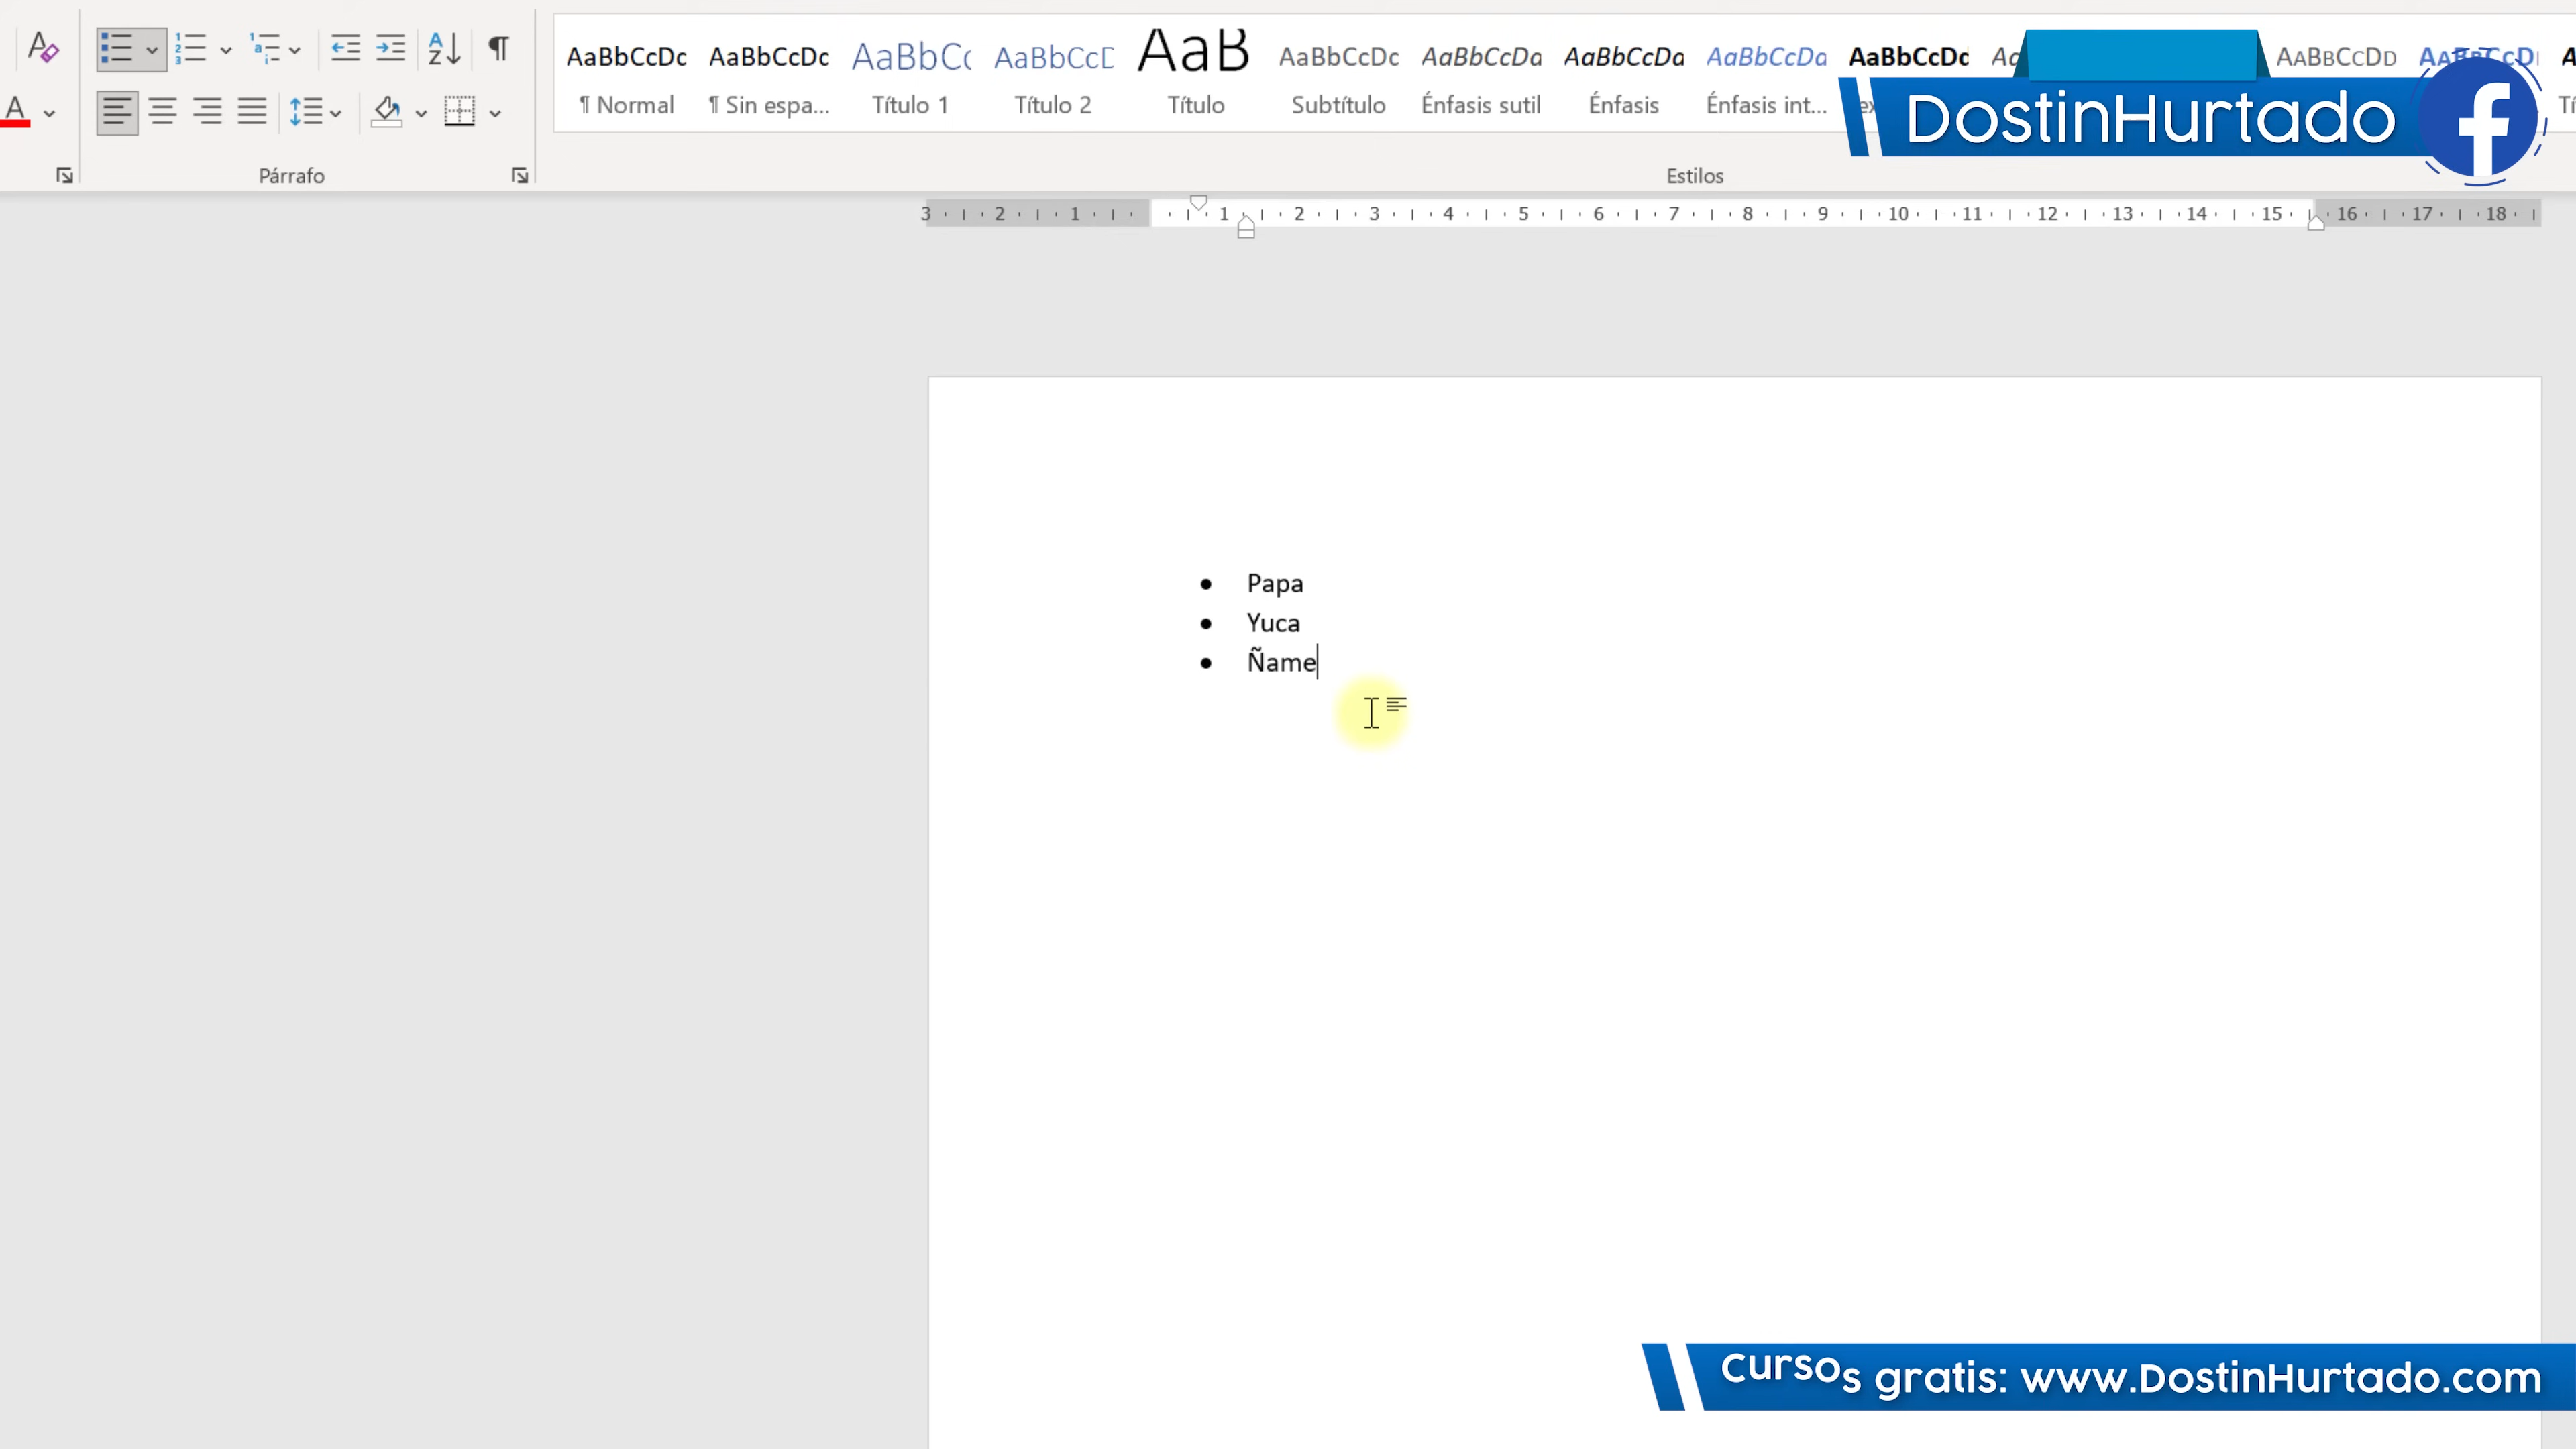 AaBbCcDc AaBbCcDc AaBbCc AaBbCcD AaB AaBbCcDc AaBbCcDa AaBbCcDa AaBbCcDa AaBbCcDd AaBbCcDd AaBbCcD
¶ Normal ¶ Sin espa... Título 1 Título 2 Título Subtítulo Énfasis sutil Énfasis Énfasis int...
DostinHurtado
Párrafo Estilos
3 2 1 1 2 3 4 5 6 7 8 9 10 11 12 13 14 15 16 17 18
• Papa
• Yuca
• Ñame
Cursos gratis: www.DostinHurtado.com